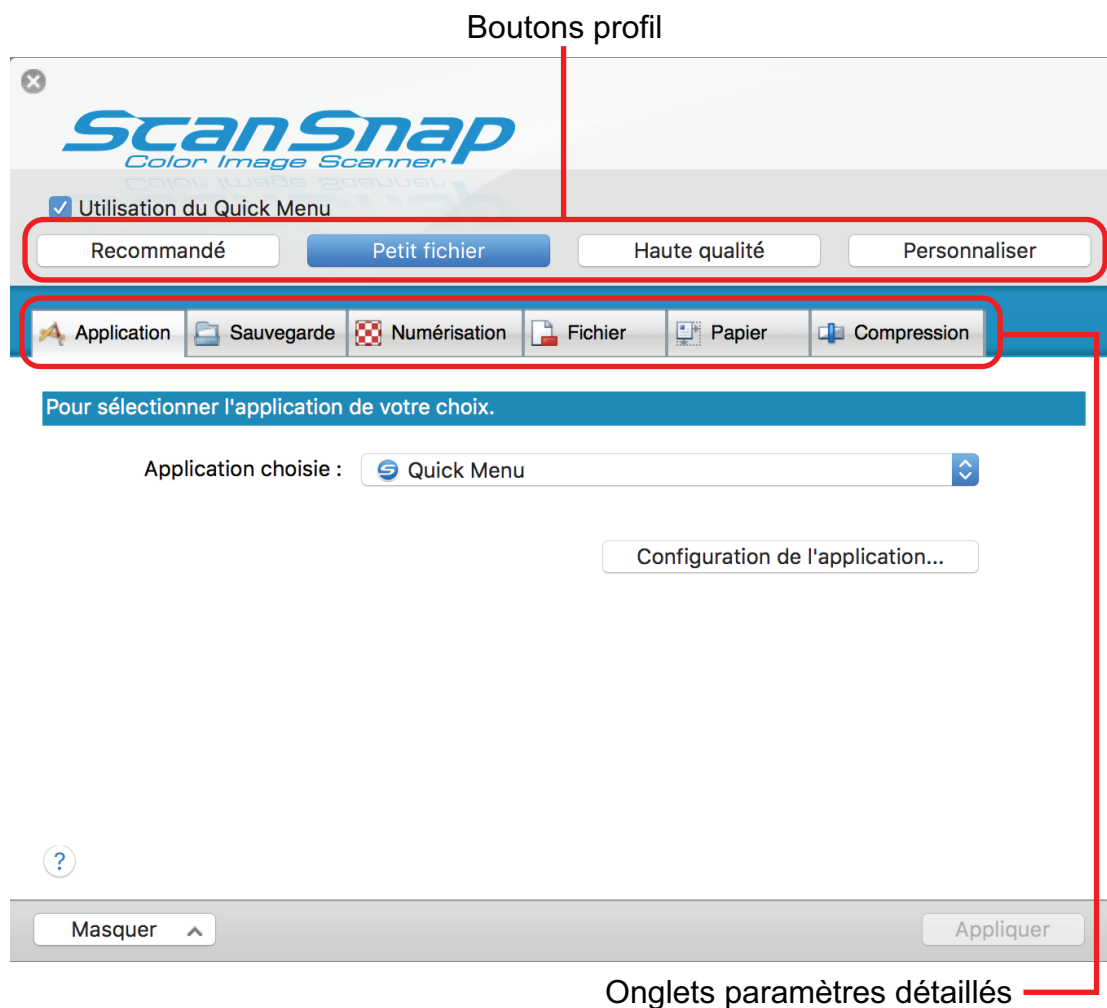 Boutons profil
ScanSnap
Color Image Scanner
Utilisation du Quick Menu
Recommandé Petit fichier Haute qualité Personnaliser
Application Sauvegarde Numérisation Fichier Papier Compression
Pour sélectionner l'application de votre choix.
Application choisie : Quick Menu
Configuration de l'application...
?
Masquer Appliquer
Onglets paramètres détaillés